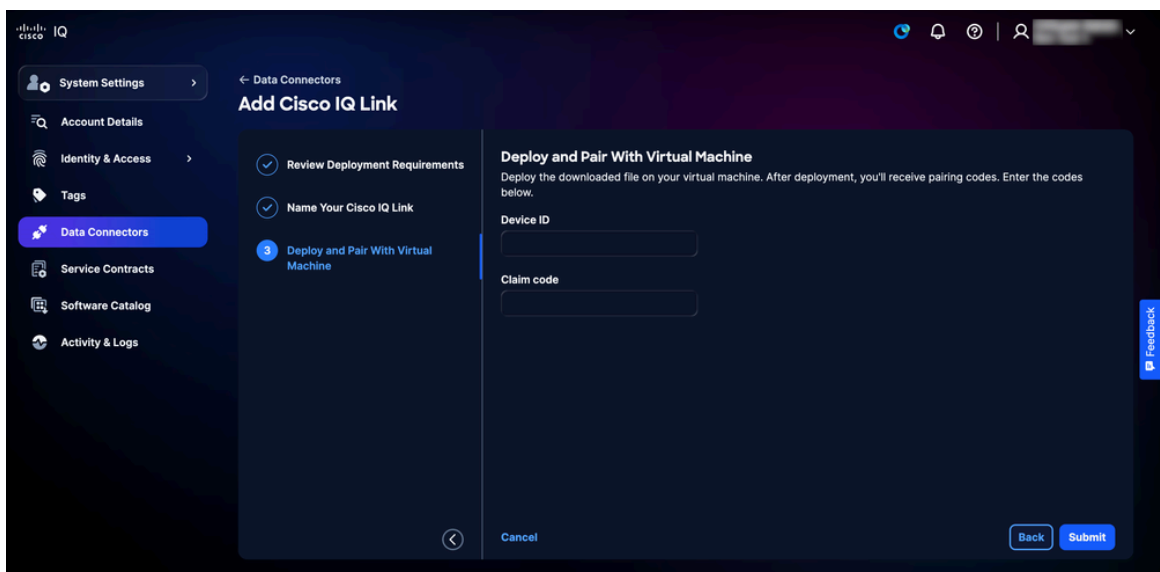 cisco IQ
System Settings
Account Details
Identity & Access
Tags
Data Connectors
Service Contracts
Software Catalog
Activity & Logs
← Data Connectors
Add Cisco IQ Link
Review Deployment Requirements
Name Your Cisco IQ Link
3 Deploy and Pair With Virtual
Machine
Deploy and Pair With Virtual Machine
Deploy the downloaded file on your virtual machine. After deployment, you'll receive pairing codes. Enter the codes
below.
Device ID
Claim code
Cancel
Back
Submit
Feedback